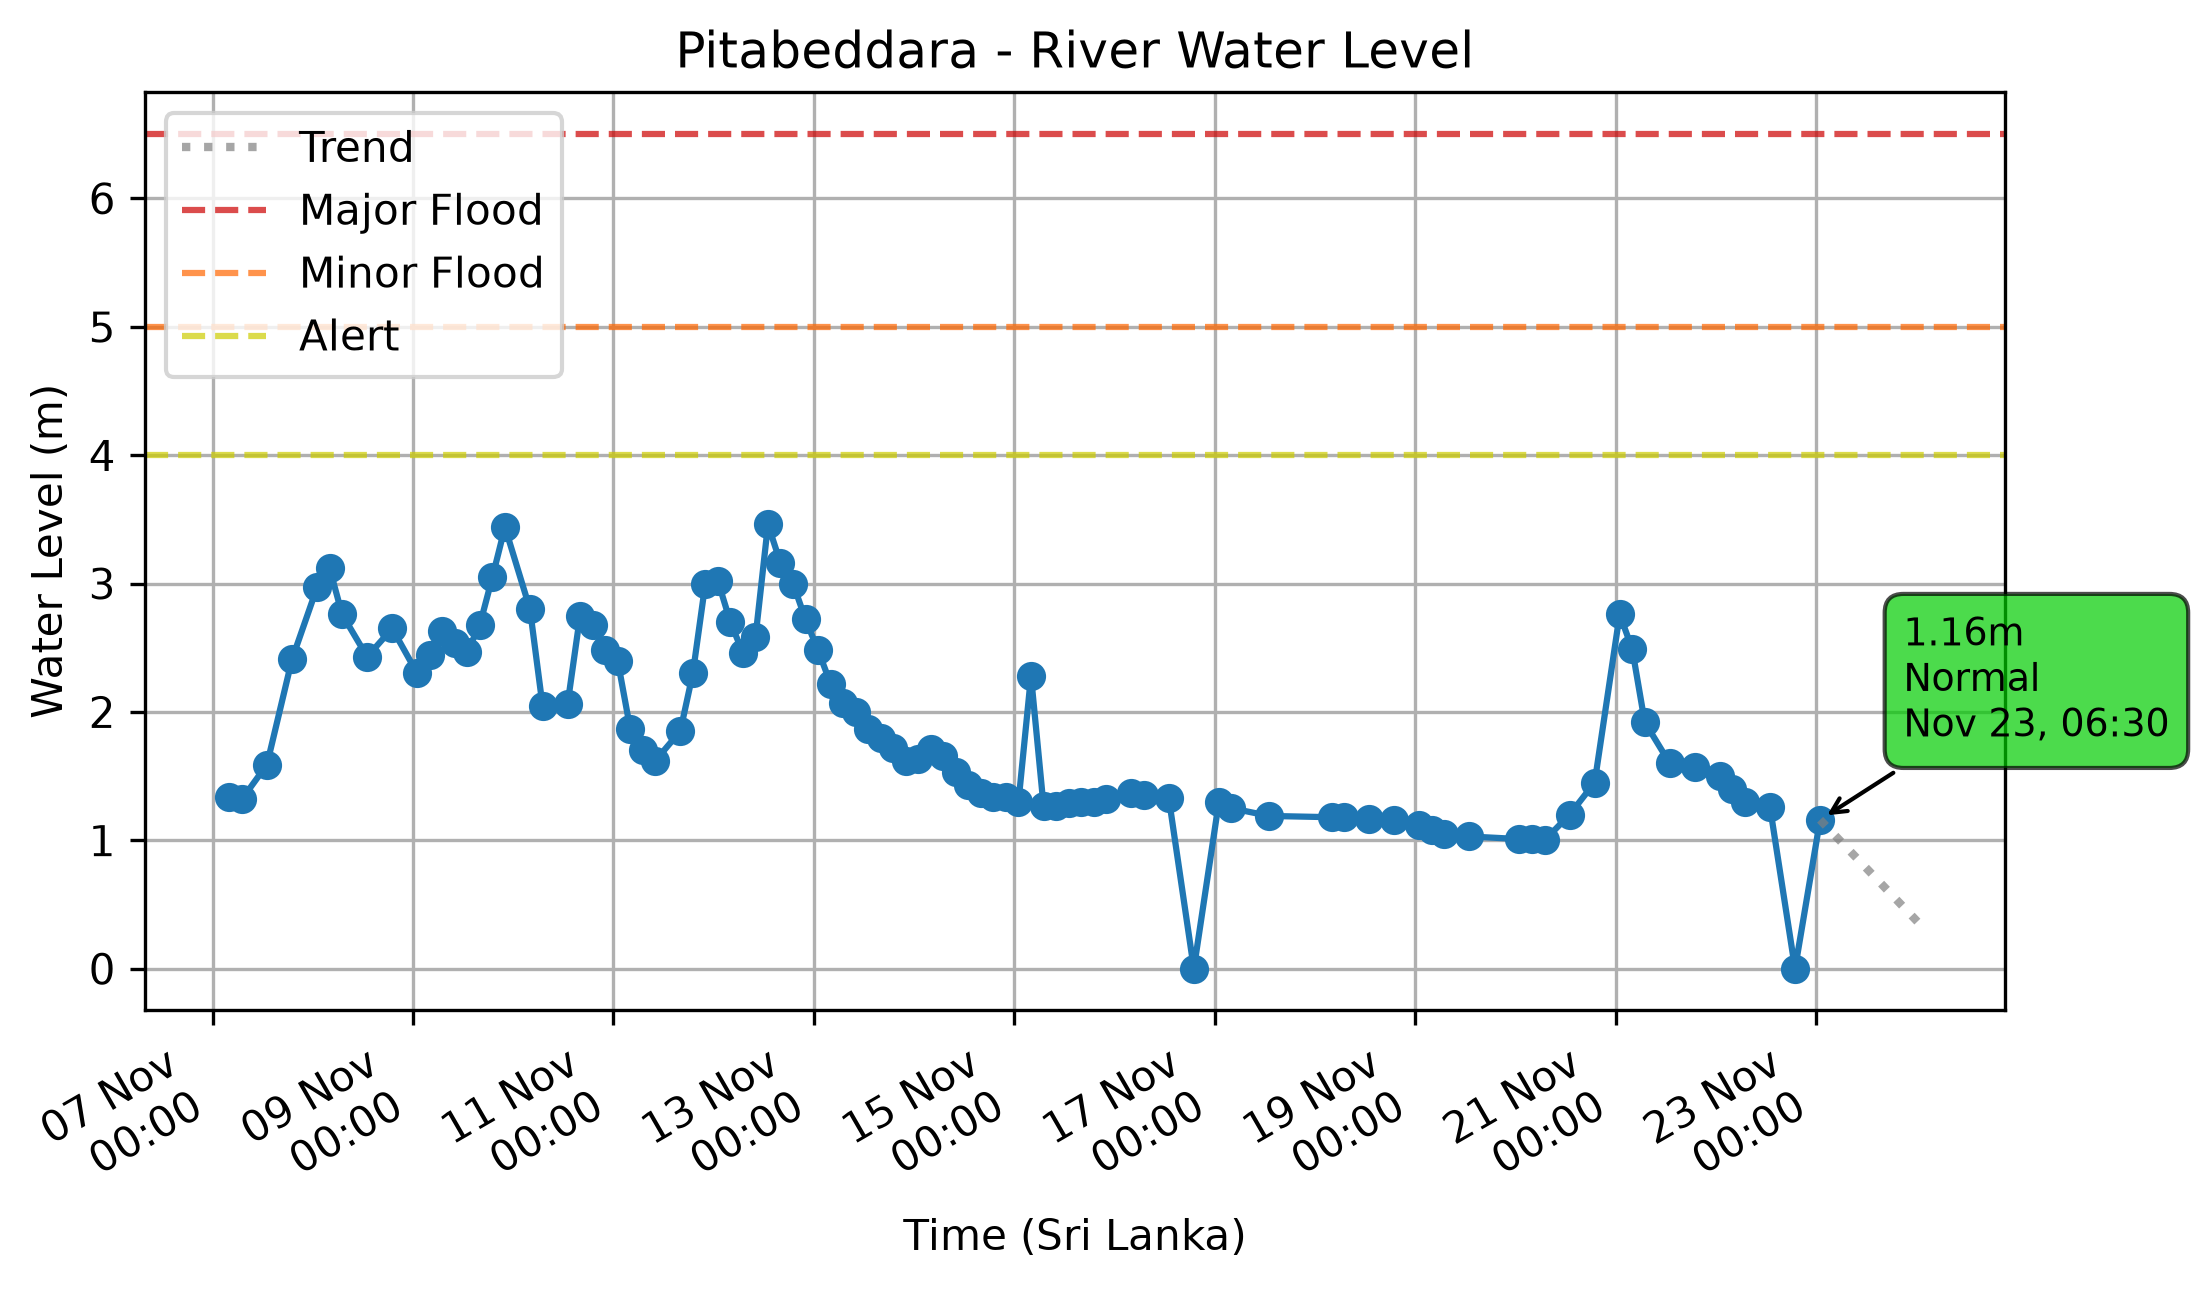 Pitabeddara - River Water Level
Trend
Major Flood
Minor Flood
Alert
Water Level (m)
6
5
4
3
2
1
0
1.16m
Normal
Nov 23, 06:30
07 Nov
00:00
09 Nov
00:00
11 Nov
00:00
13 Nov
00:00
15 Nov
00:00
17 Nov
00:00
19 Nov
00:00
21 Nov
00:00
23 Nov
00:00
Time (Sri Lanka)